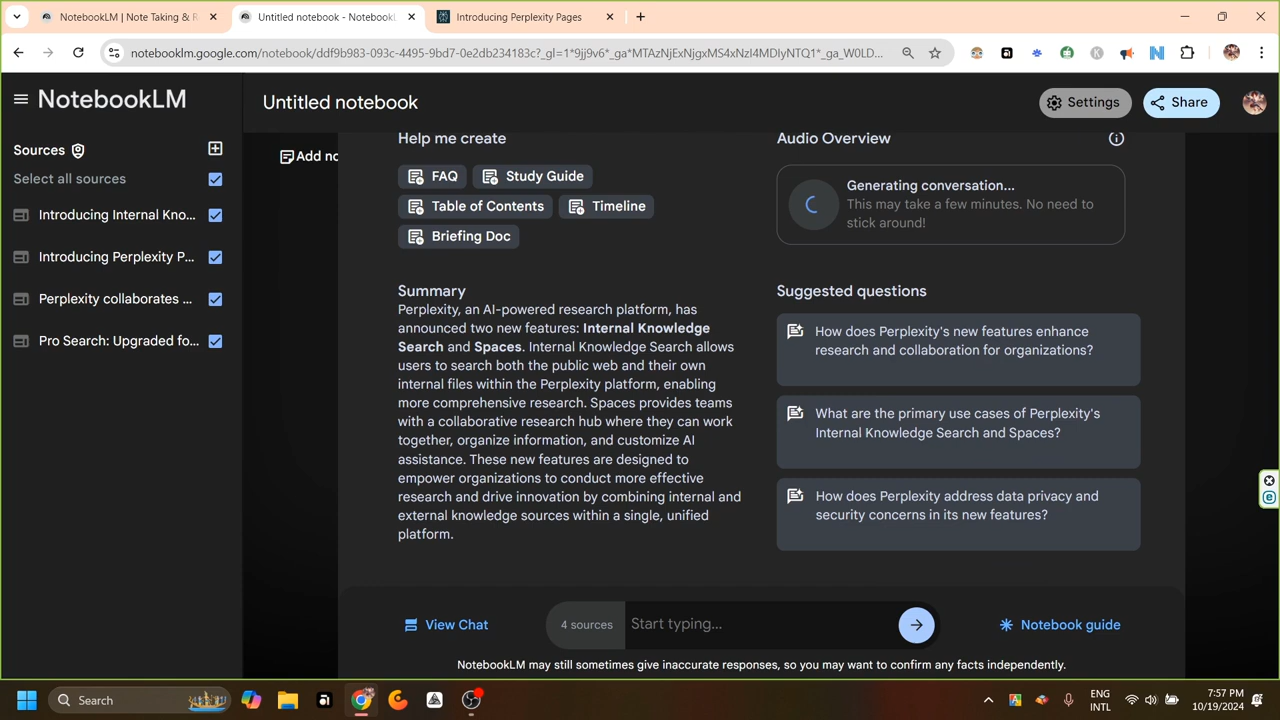 NotebookLM | Note Taking & R
Untitled notebook - Notebook
Introducing Perplexity Pages
notebooklm.google.com/notebook/ddf9b983-093c-4495-9bd7-0e2db234183c?_gl=1*9jj9v6*_ga*MTAzNjExNjgxMS4xNzI4MDIyNTQ1*_ga_W0LD...
NotebookLM
Untitled notebook
Settings
Share
Sources
Select all sources
Introducing Internal Kno...
Introducing Perplexity P...
Perplexity collaborates ...
Pro Search: Upgraded fo...
Add no
Help me create
FAQ
Study Guide
Table of Contents
Timeline
Briefing Doc
Audio Overview
Generating conversation...
This may take a few minutes. No need to
stick around!
Summary
Perplexity, an AI-powered research platform, has
announced two new features: Internal Knowledge
Search and Spaces. Internal Knowledge Search allows
users to search both the public web and their own
internal files within the Perplexity platform, enabling
more comprehensive research. Spaces provides teams
with a collaborative research hub where they can work
together, organize information, and customize AI
assistance. These new features are designed to
empower organizations to conduct more effective
research and drive innovation by combining internal and
external knowledge sources within a single, unified
platform.
Suggested questions
How does Perplexity's new features enhance
research and collaboration for organizations?
What are the primary use cases of Perplexity's
Internal Knowledge Search and Spaces?
How does Perplexity address data privacy and
security concerns in its new features?
View Chat
4 sources
Start typing...
Notebook guide
NotebookLM may still sometimes give inaccurate responses, so you may want to confirm any facts independently.
Search
ENG
INTL
7:57 PM
10/19/2024